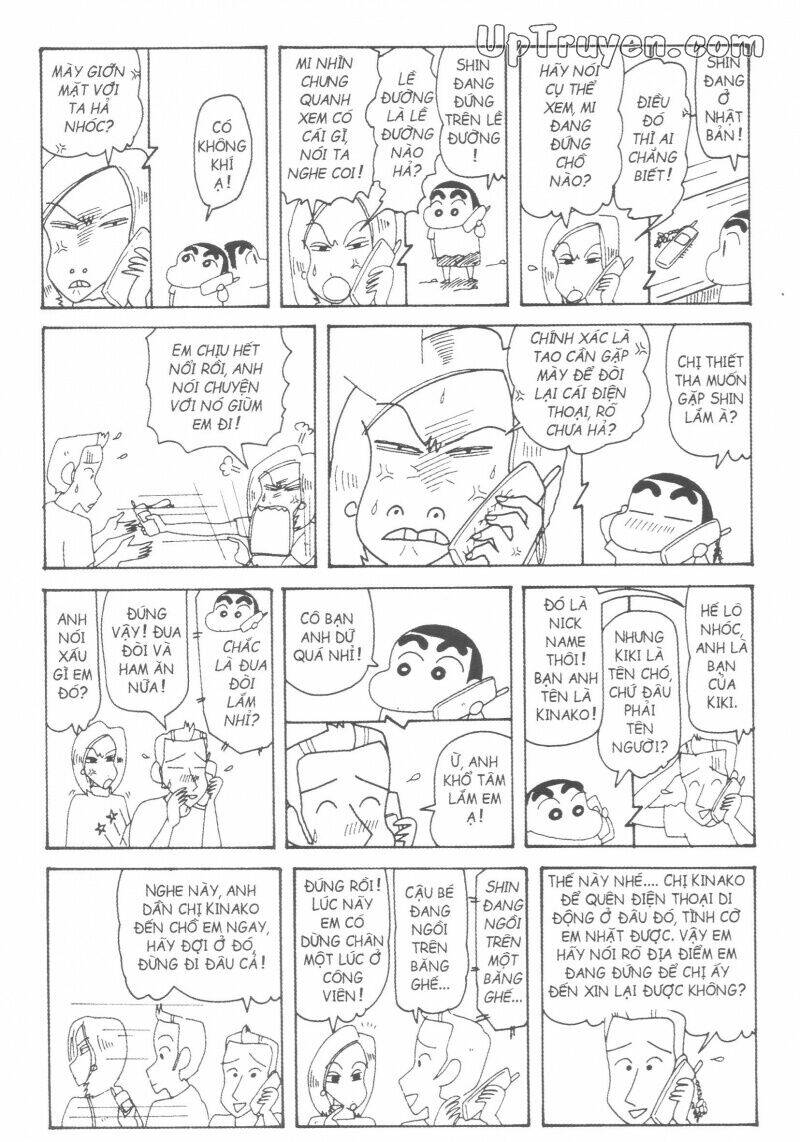 UpTruyen.com
SHIN
ĐANG
Ở
NHẬT
BẢN!
ĐIỀU
ĐÓ
THÌ AI
CHẲNG
BIẾT!
HÃY NÓI
CỤ THỂ
XEM, MI
ĐANG
ĐỨNG
CHỖ
NÀO?
SHIN
ĐANG
ĐỨNG
TRÊN LỀ
ĐƯỜNG
!
LỀ
ĐƯỜNG
LÀ LỀ
ĐƯỜNG
NÀO HẢ?
MI NHÌN
CHUNG
QUANH
XEM CÓ
CÁI GÌ,
NÓI TA
NGHE COI!
CÓ
KHÔNG
KHÍ
Ạ!
MÀY GIỠN
MẶT VỚI
TA HẢ
NHÓC?
CHỊ THIẾT
THA MUỐN
GẶP SHIN
LẮM À?
CHÍNH XÁC LÀ
TAO CẦN GẶP
MÀY ĐỂ ĐÒI
LẠI CÁI ĐIỆN
THOẠI, RÕ
CHƯA HẢ?
EM CHỊU HẾT
NỔI RỒI, ANH
NÓI CHUYỆN
VỚI NÓ GIÙM
EM ĐI!
HẾ LÔ
NHÓC,
ANH LÀ
BẠN
CỦA
KIKI.
NHƯNG
KIKI LÀ
TÊN CHÓ,
CHỨ ĐÂU
PHẢI
TÊN
NGƯỜI?
ĐÓ LÀ
NICK
NAME
THÔI!
BẠN ANH
TÊN LÀ
KINAKO!
CÔ BẠN
ANH DỮ
QUÁ NHỈ!
Ừ, ANH
KHỔ TÂM
LẮM EM
Ạ!
CHẮC
LÀ ĐUA
ĐÒI
LẮM
NHỈ?
ĐÚNG
VẬY! ĐUA
ĐÒI VÀ
HAM ĂN
NỮA!
ANH
NÓI
XẤU
GÌ EM
ĐÓ?
THẾ NÀY NHÉ.... CHỊ KINAKO
ĐỂ QUÊN ĐIỆN THOẠI DI
ĐỘNG Ở ĐÂU ĐÓ, TÌNH CỜ
EM NHẶT ĐƯỢC. VẬY EM
HÃY NÓI RÕ ĐỊA ĐIỂM EM
ĐANG ĐỨNG ĐỂ CHỊ ẤY
ĐẾN XIN LẠI ĐƯỢC KHÔNG?
SHIN
ĐANG
NGỒI
TRÊN
MỘT
BĂNG
GHẾ...
CẬU BÉ
ĐANG
NGỒI
TRÊN
BĂNG
GHẾ...
ĐÚNG RỒI!
LÚC NÃY
EM CÓ
DỪNG CHÂN
MỘT LÚC Ở
CÔNG
VIÊN!
NGHE NÀY, ANH
DẪN CHỊ KINAKO
ĐẾN CHỖ EM NGAY,
HÃY ĐỢI Ở ĐÓ,
ĐỪNG ĐI ĐÂU CẢ!